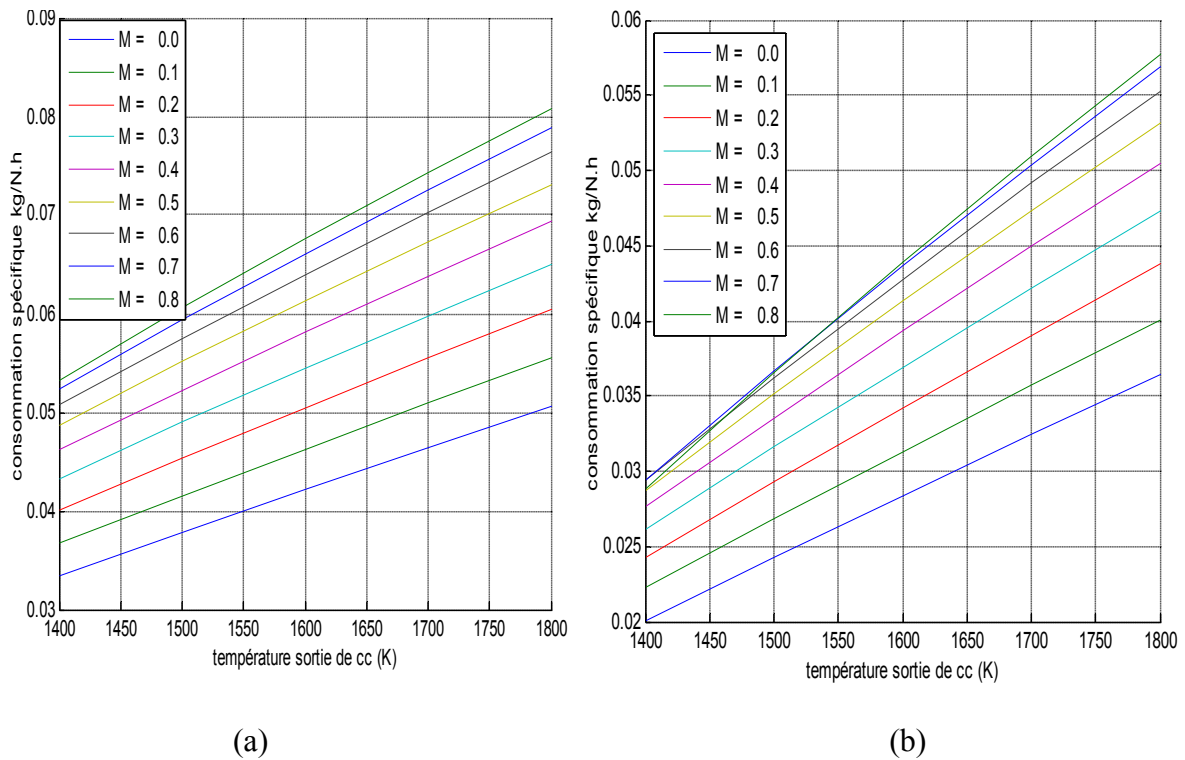 0.09
0.08
0.07
0.06
0.05
0.04
0.03
consommation spécifique kg/N.h
M = 0.0
M = 0.1
M = 0.2
M = 0.3
M = 0.4
M = 0.5
M = 0.6
M = 0.7
M = 0.8
1400 1450 1500 1550 1600 1650 1700 1750 1800
température sortie de cc (K)
(a)
0.06
0.055
0.05
0.045
0.04
0.035
0.03
0.025
0.02
consommation spécifique kg/N.h
M = 0.0
M = 0.1
M = 0.2
M = 0.3
M = 0.4
M = 0.5
M = 0.6
M = 0.7
M = 0.8
1400 1450 1500 1550 1600 1650 1700 1750 1800
température sortie de cc (K)
(b)